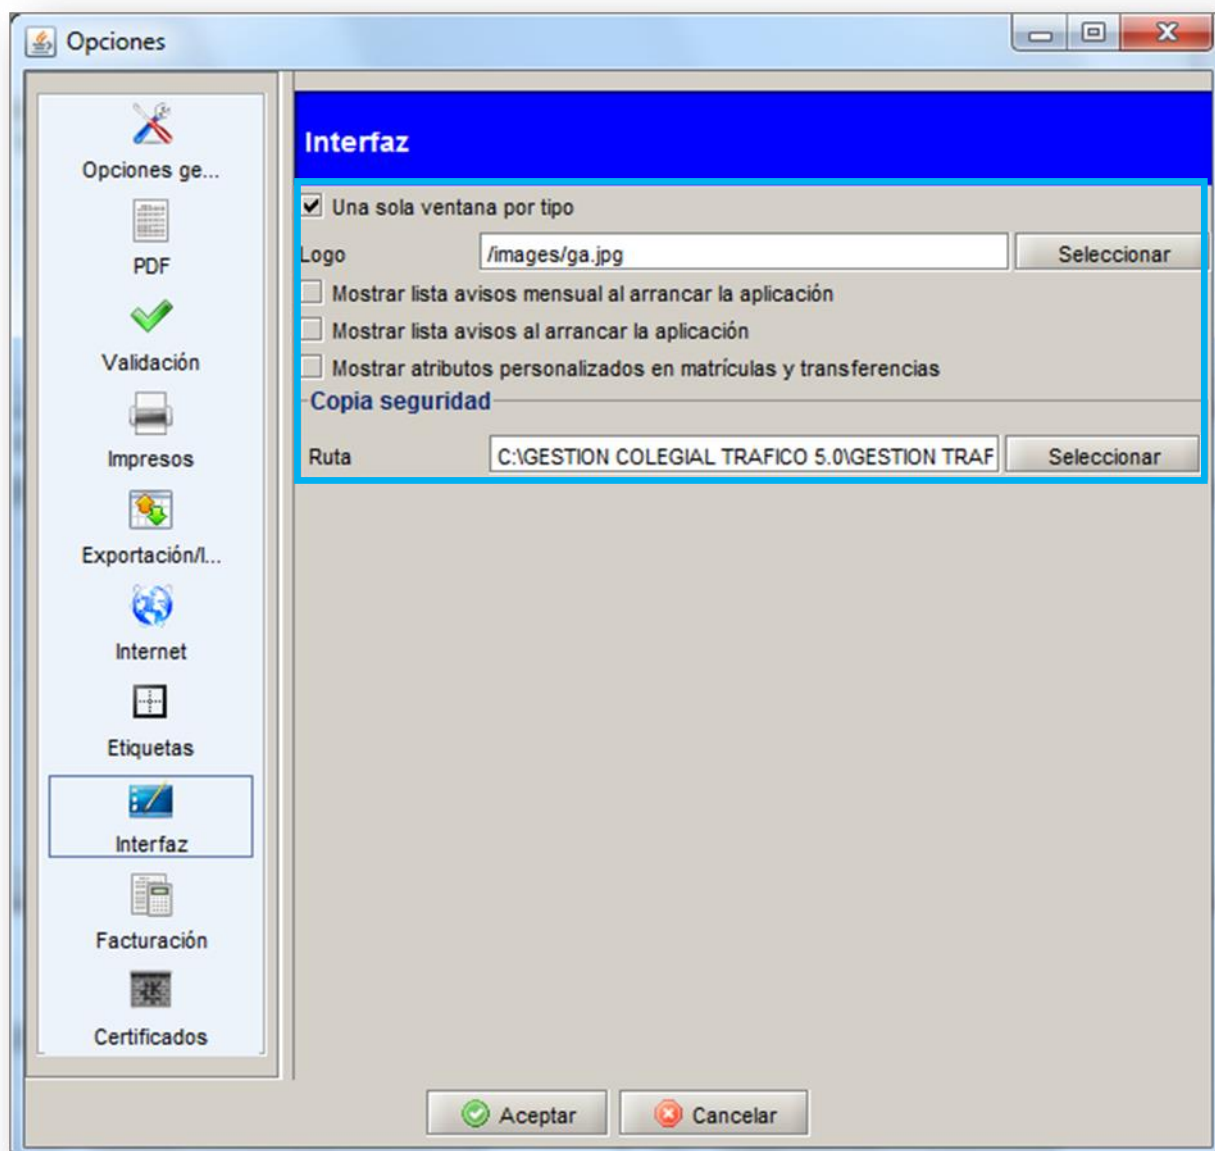 Opciones
Opciones ge...
PDF
Validación
Impresos
Exportación/I...
Internet
Etiquetas
Interfaz
Facturación
Certificados
Interfaz
Una sola ventana por tipo
Logo /images/ga.jpg Seleccionar
Mostrar lista avisos mensual al arrancar la aplicación
Mostrar lista avisos al arrancar la aplicación
Mostrar atributos personalizados en matrículas y transferencias
Copia seguridad
Ruta C:\GESTION COLEGIAL TRAFICO 5.0\GESTION TRAF Seleccionar
Aceptar Cancelar